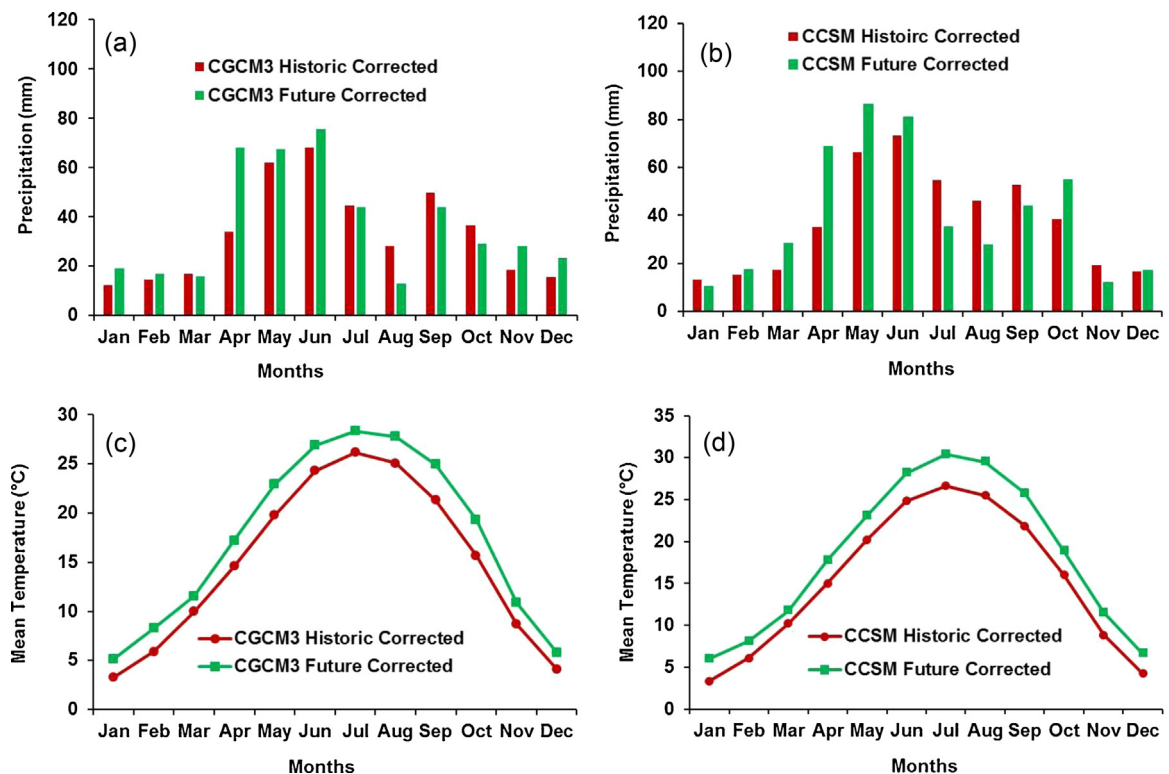 (a)
Precipitation (mm)
120
100
80
60
40
20
0
CGCM3 Historic Corrected
CGCM3 Future Corrected
Jan Feb Mar Apr May Jun Jul Aug Sep Oct Nov Dec
Months
(b)
Precipitation (mm)
120
100
80
60
40
20
0
CCSM Histoirc Corrected
CCSM Future Corrected
Jan Feb Mar Apr May Jun Jul Aug Sep Oct Nov Dec
Months
(c)
Mean Temperature (°C)
30
25
20
15
10
5
0
CGCM3 Historic Corrected
CGCM3 Future Corrected
Jan Feb Mar Apr May Jun Jul Aug Sep Oct Nov Dec
Months
(d)
Mean Temperature (°C)
35
30
25
20
15
10
5
0
CCSM Historic Corrected
CCSM Future Corrected
Jan Feb Mar Apr May Jun Jul Aug Sep Oct Nov Dec
Months